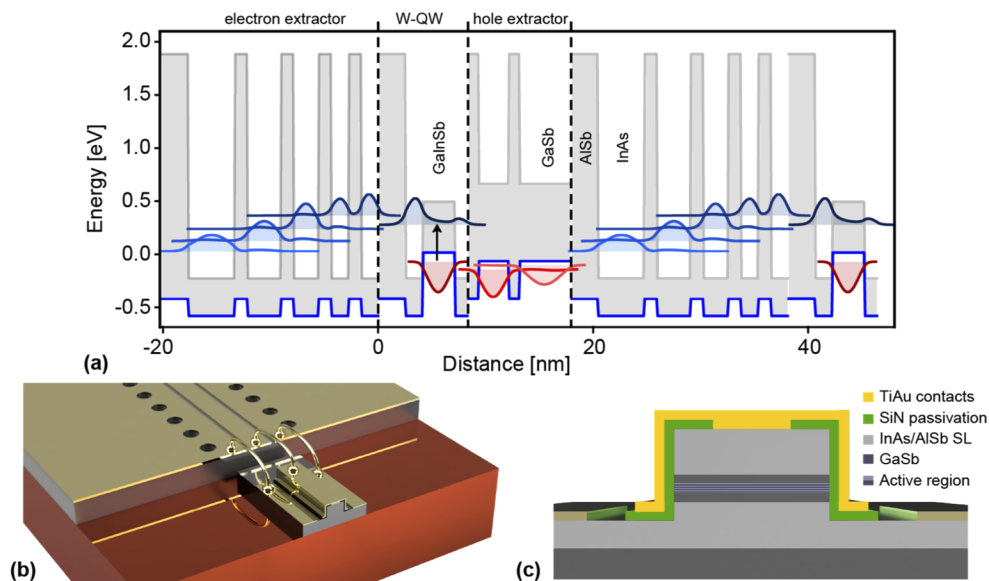 electron extractor
W-QW
hole extractor
2.0
1.5
1.0
0.5
0.0
-0.5
Energy [eV]
GaInSb
GaSb
AlSb
InAs
-20
0
20
40
Distance [nm]
(a)
TiAu contacts
SiN passivation
InAs/AlSb SL
GaSb
Active region
(b)
(c)